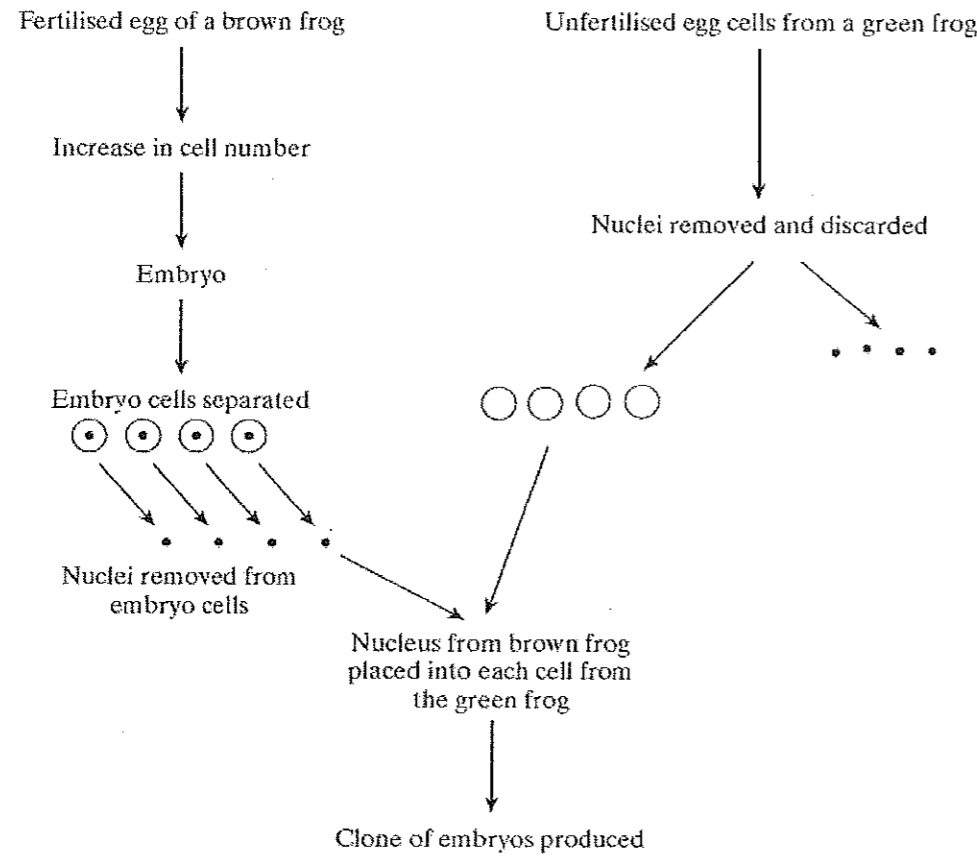 Fertilised egg of a brown frog
Unfertilised egg cells from a green frog
Increase in cell number
Nuclei removed and discarded
Embryo
Embryo cells separated
Nuclei removed from
embryo cells
Nucleus from brown frog
placed into each cell from
the green frog
Clone of embryos produced